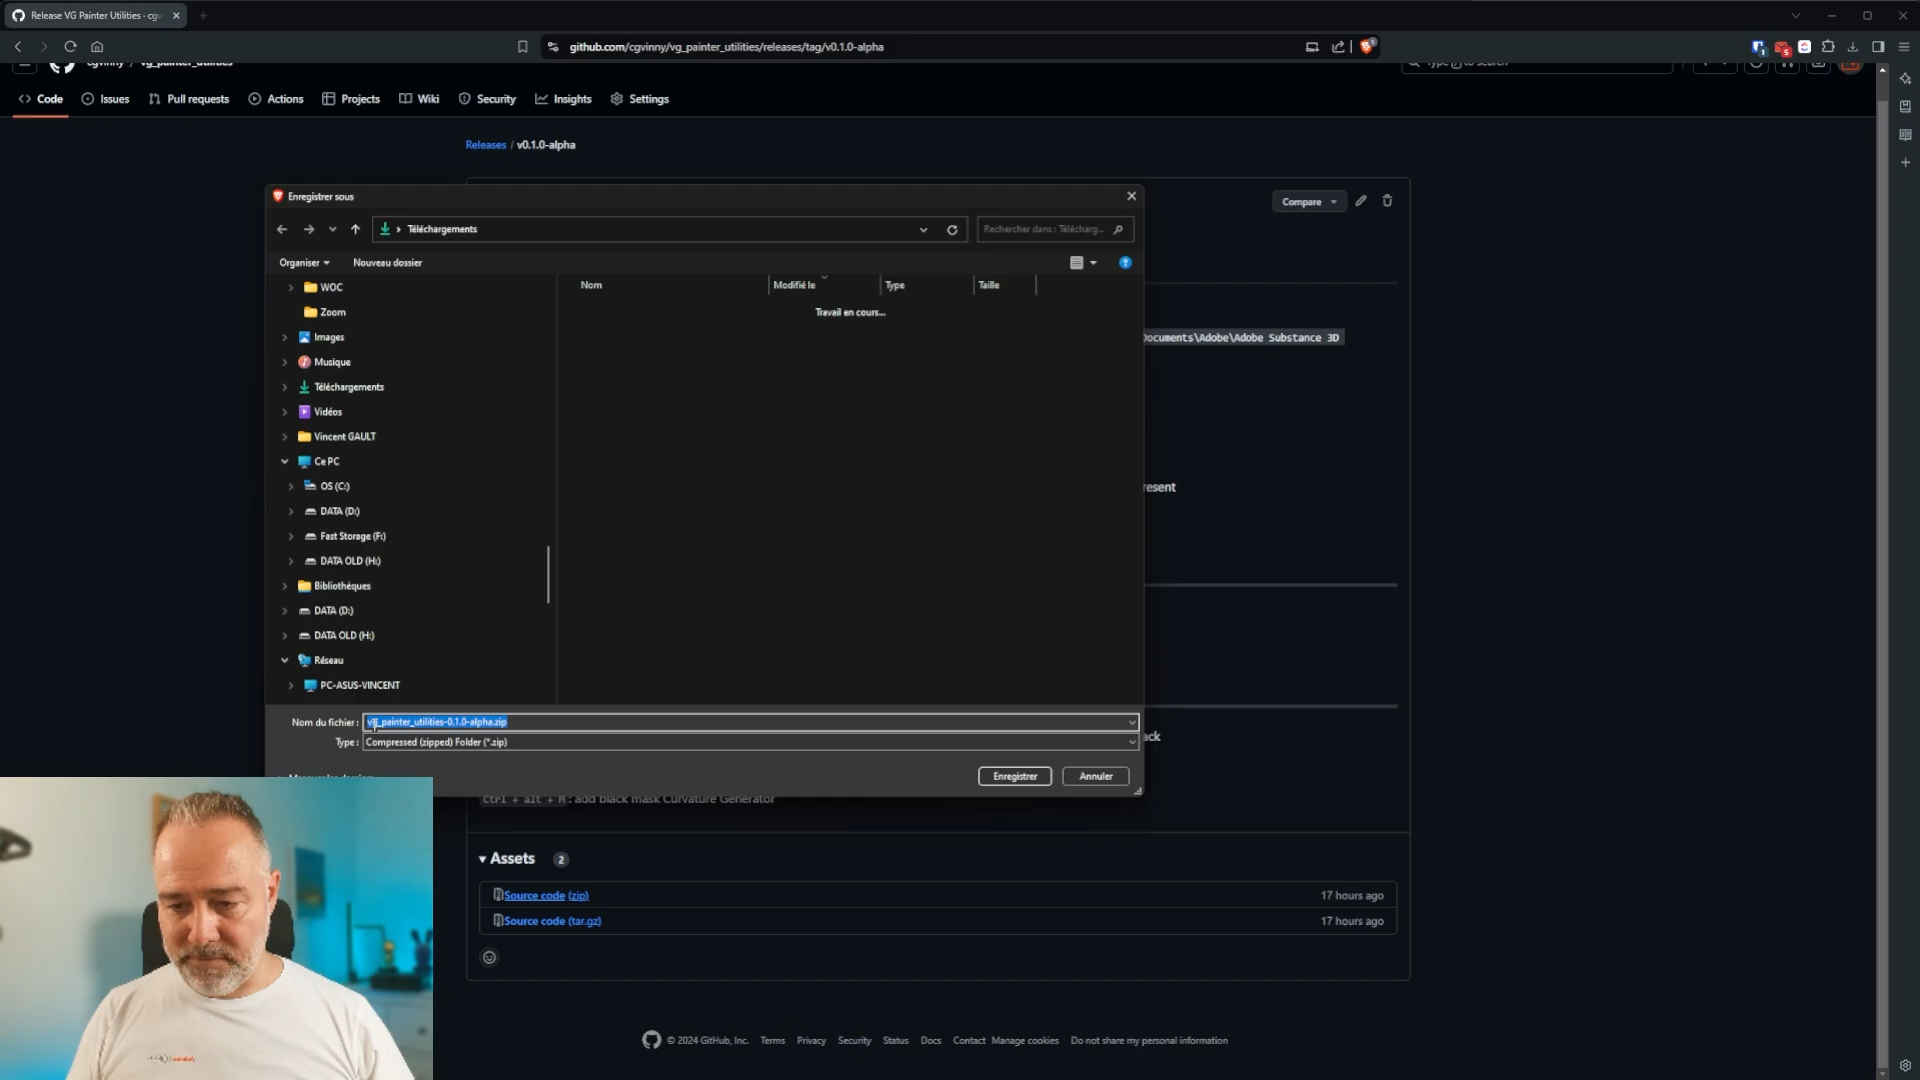 Release VG Painter Utilities · cgv
github.com/cgvinny/vg_painter_utilities/releases/tag/v0.1.0-alpha
cgvinny / vg_painter_utilities
Type / to search
Code
Issues
Pull requests
Actions
Projects
Wiki
Security
Insights
Settings
Releases / v0.1.0-alpha
Compare
Enregistrer sous
Téléchargements
Rechercher dans : Télécharg...
Organiser
Nouveau dossier
Nom
Modifié le
Type
Taille
Travail en cours...
WOC
Zoom
Images
Musique
Téléchargements
Vidéos
Vincent GAULT
Ce PC
OS (C:)
DATA (D:)
Fast Storage (F:)
DATA OLD (H:)
Bibliothèques
DATA (D:)
DATA OLD (H:)
Réseau
PC-ASUS-VINCENT
Documents\Adobe\Adobe Substance 3D
resent
ack
Nom du fichier : vg_painter_utilities-0.1.0-alpha.zip
Type : Compressed (zipped) Folder (*.zip)
Enregistrer
Annuler
Ctrl + alt + M : add black mask Curvature Generator
Assets 2
Source code (zip)
17 hours ago
Source code (tar.gz)
17 hours ago
© 2024 GitHub, Inc. Terms Privacy Security Status Docs Contact Manage cookies Do not share my personal information